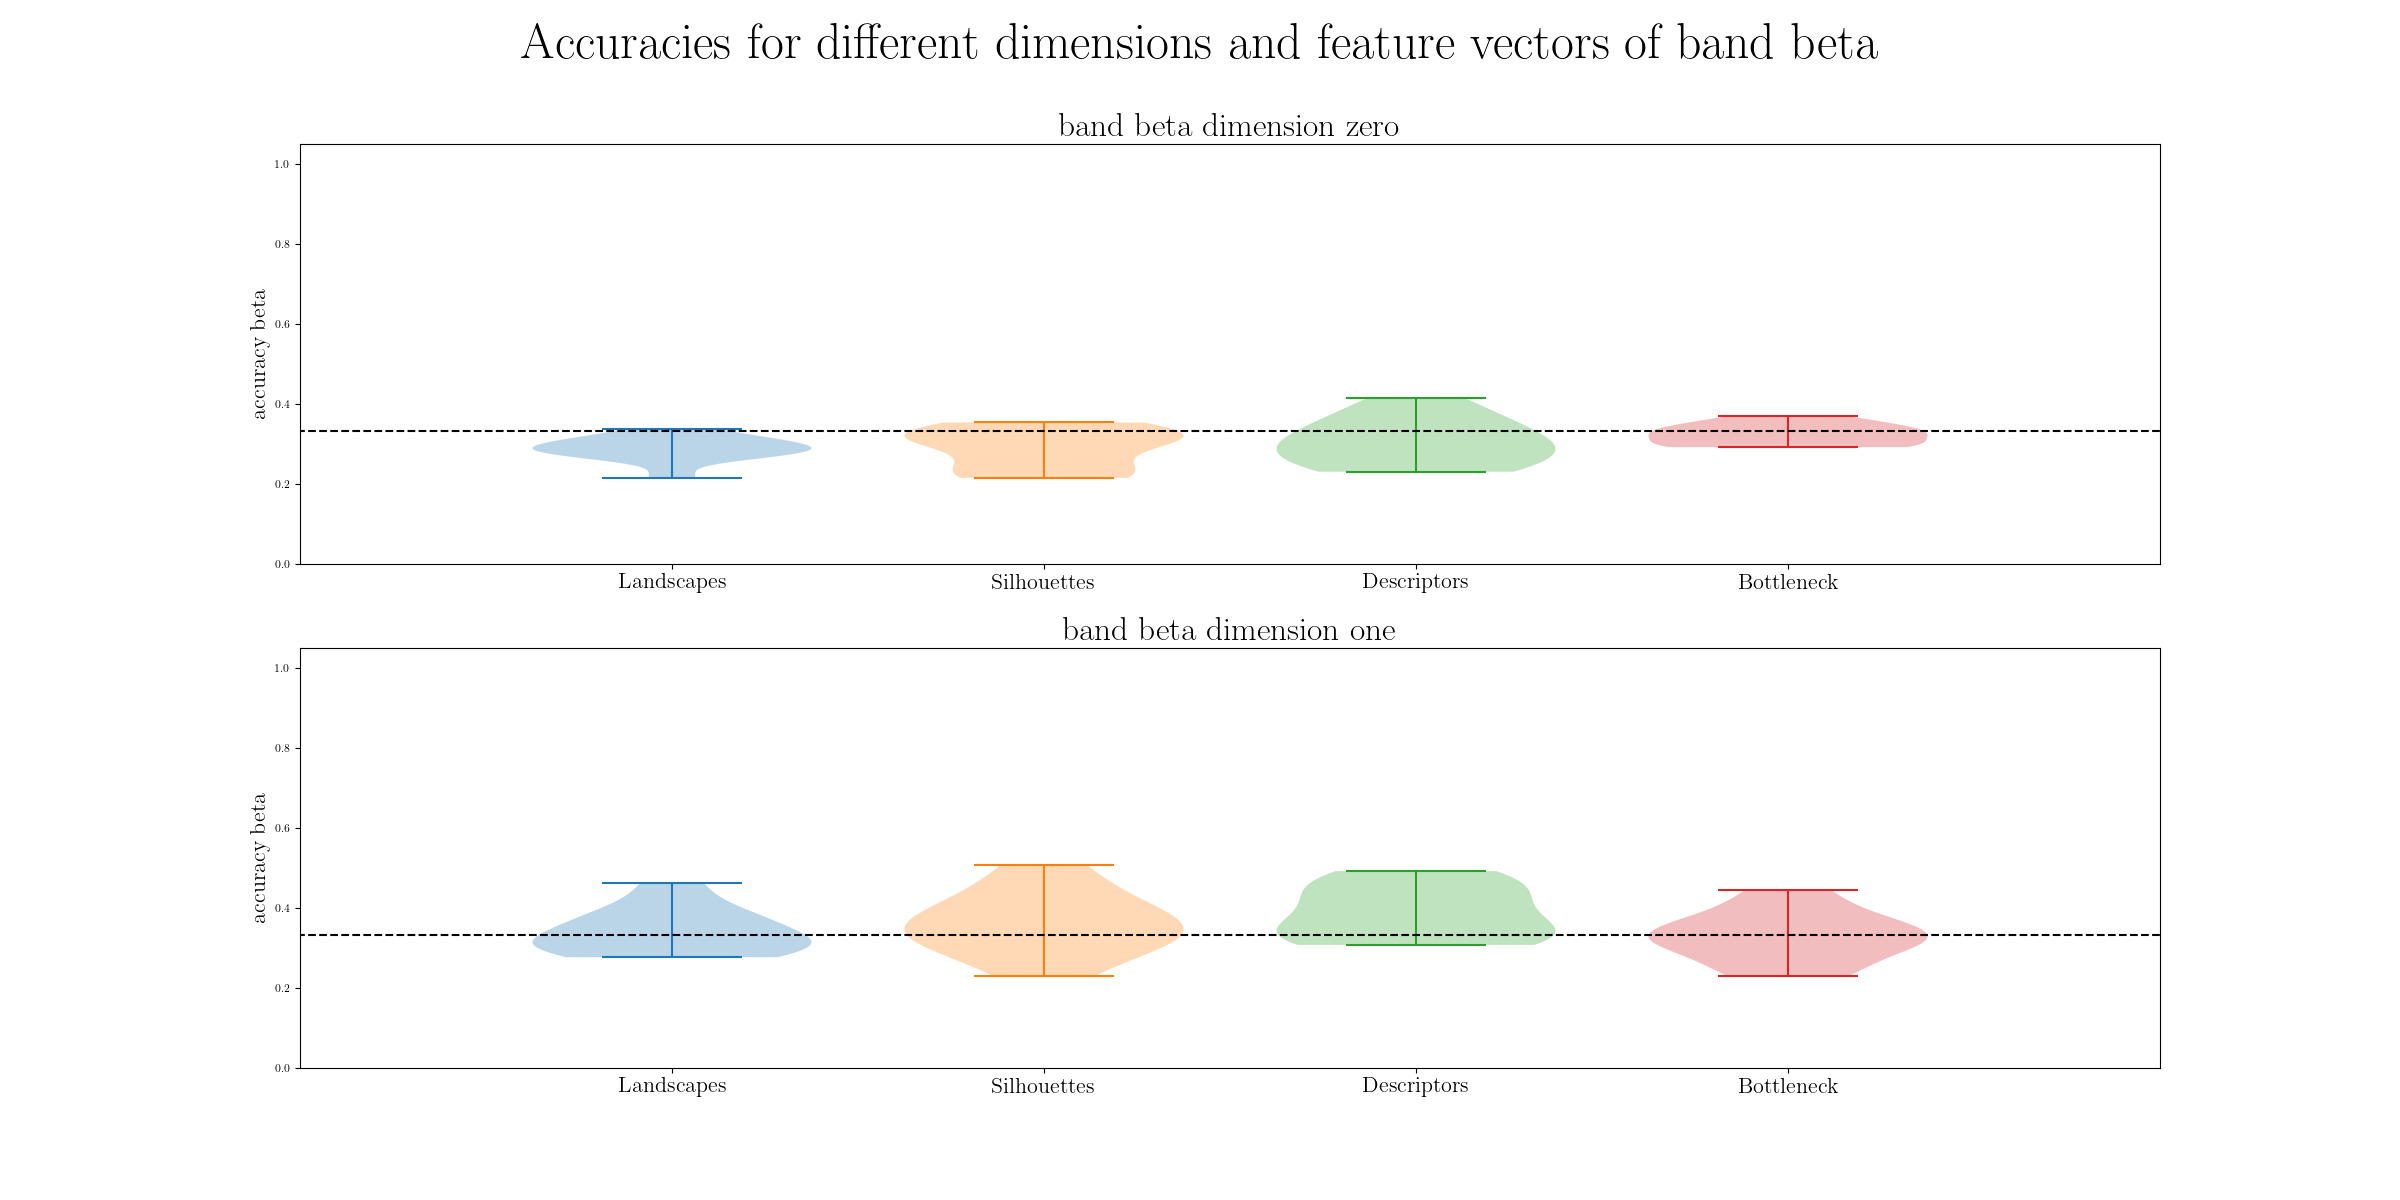 Accuracies for different dimensions and feature vectors of band beta
band beta dimension zero
1.0
0.8
0.6
0.4
0.2
0.0
accuracy beta
Landscapes Silhouettes Descriptors Bottleneck
band beta dimension one
1.0
0.8
0.6
0.4
0.2
0.0
accuracy beta
Landscapes Silhouettes Descriptors Bottleneck